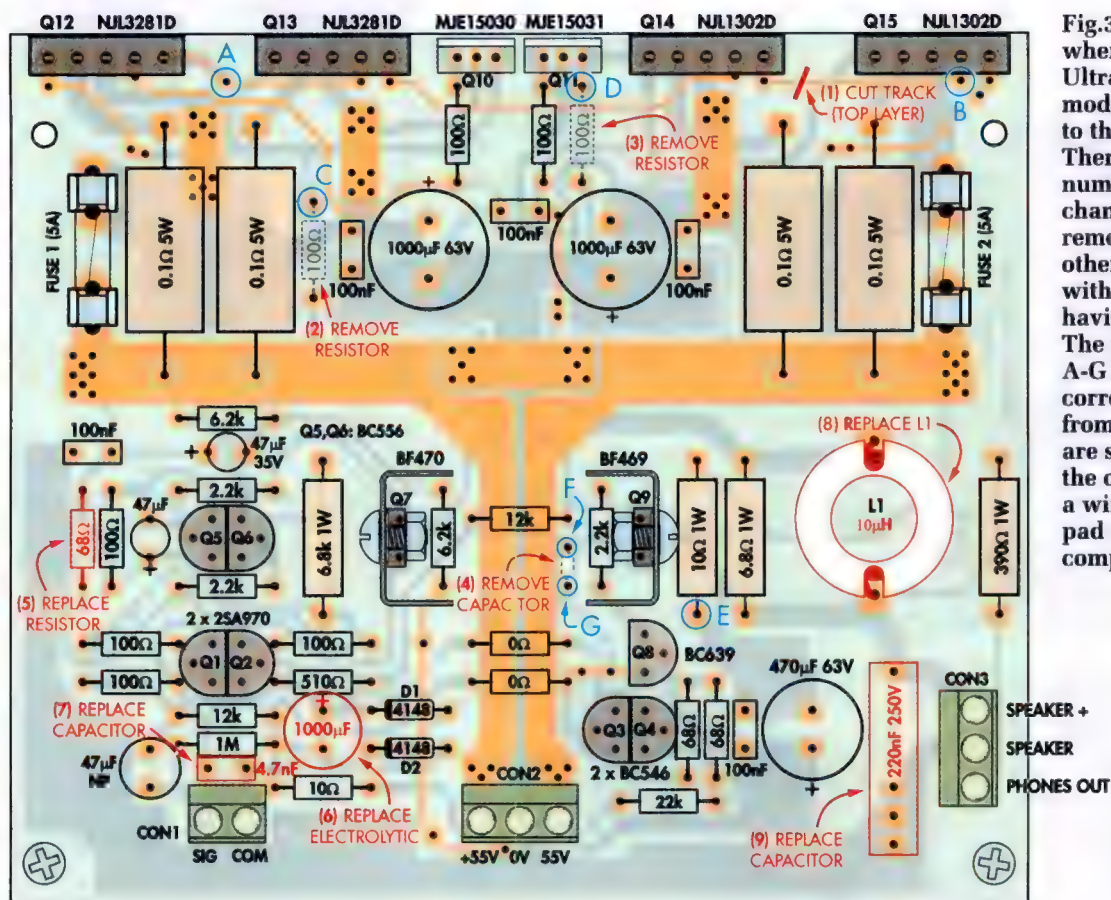 Q12 NJL3281D Q13 NJL3281D MJE15030 MJE15031 Q14 NJL1302D Q15 NJL1302D
A
Q10
Q11
D
B
(1) CUT TRACK
(TOP LAYER)
100Ω
100Ω
100Ω
(3) REMOVE
RESISTOR
C
FUSE 1 (5A)
0.1Ω 5W
0.1Ω 5W
100Ω
100nF
+
1000µF 63V
100nF
1000µF 63V
+
100nF
0.1Ω 5W
0.1Ω 5W
FUSE 2 (5A)
(2) REMOVE
RESISTOR
100nF
6.2k
+
47µF
35V
Q5,Q6: BC556
BF470
BF469
(8) REPLACE L1
68Ω
100Ω
47µF
+
2.2k
Q5
Q6
2.2k
6.8k 1W
Q7
6.2k
12k
F
2.2k
Q9
10Ω 1W
6.8Ω 1W
L1
10µH
390Ω 1W
(5) REPLACE
RESISTOR
(4) REMOVE
CAPACTOR
G
E
2 x 2SA970
100Ω
100Ω
Q1
Q2
100Ω
510Ω
0Ω
0Ω
Q8
BC639
470µF 63V
+
CON3
SPEAKER +
SPEAKER
PHONES OUT
(7) REPLACE
CAPACITOR
12k
1M
4.7nF
47µF
NP
+
1000µF
D1
4148
4148
D2
10Ω
(6) REPLACE
ELECTROLYTIC
CON2
+55V 0V 55V
Q3
Q4
2 x BC546
68Ω
68Ω
100nF
22k
220nF 250V
(9) REPLACE
CAPACITOR
CON1
SIG COM
Fig.3
when
Ultra
mod
to th
Ther
num
chan
remo
othe
with
havi
The
A-G
corre
from
are s
the c
a wi
pad
comp